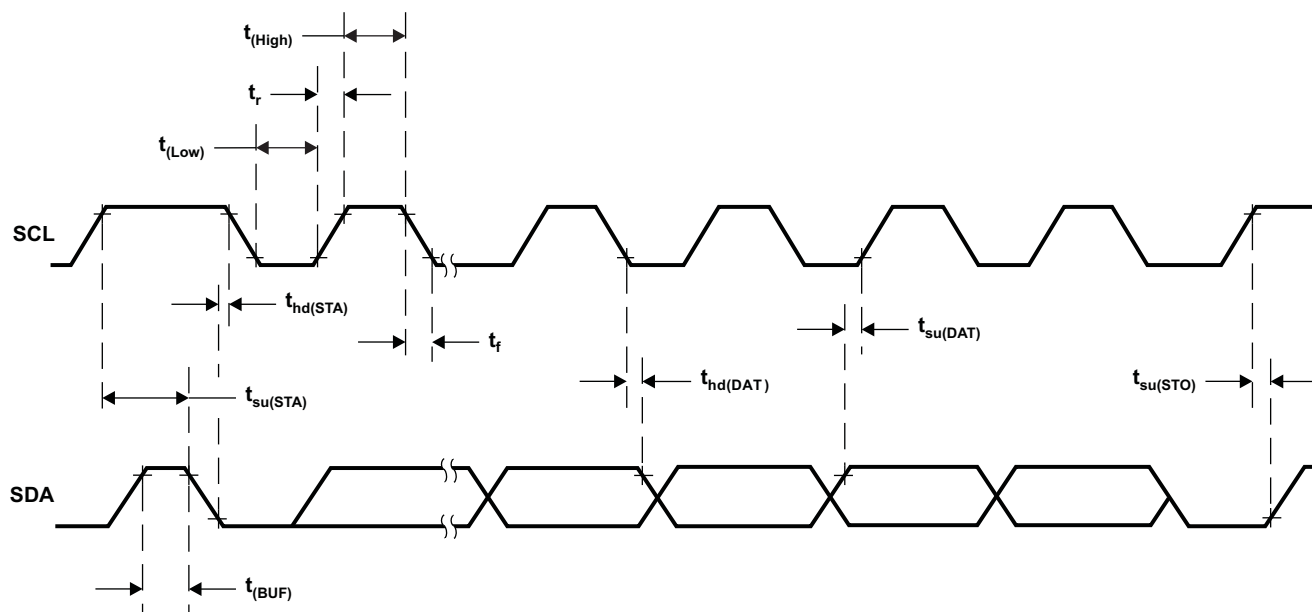 t(High)
tr
t(Low)
SCL
thd(STA)
tf
tsu(DAT)
thd(DAT)
tsu(STO)
tsu(STA)
SDA
t(BUF)